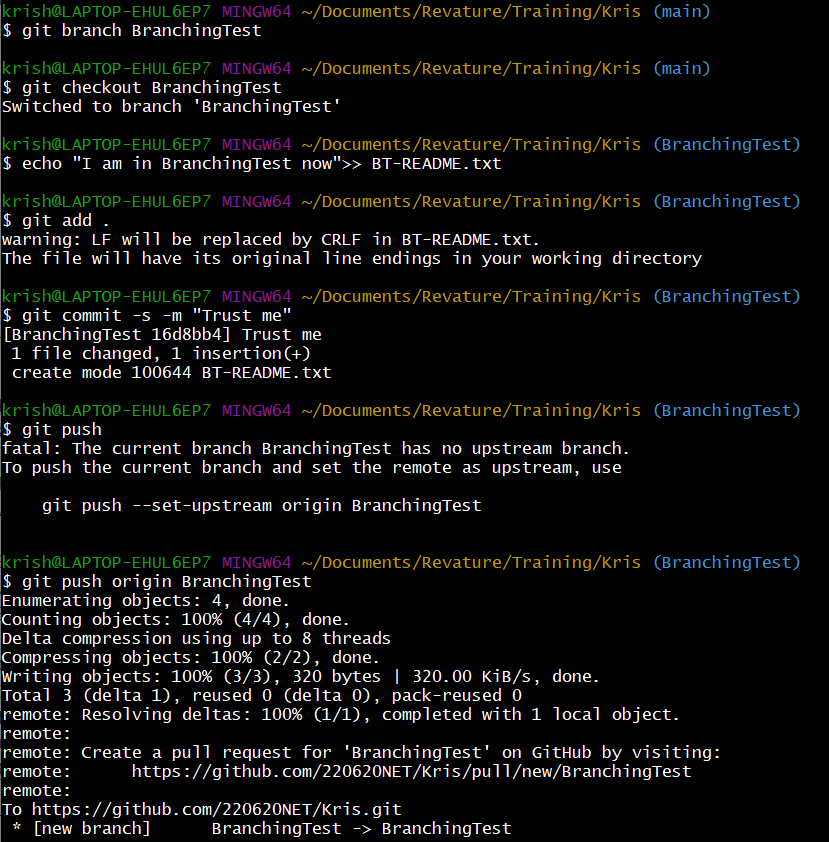 krish@LAPTOP-EHUL6EP7 MINGW64 ~/Documents/Revature/Training/Kris (main)
$ git branch BranchingTest
krish@LAPTOP-EHUL6EP7 MINGW64 ~/Documents/Revature/Training/Kris (main)
$ git checkout BranchingTest
Switched to branch 'BranchingTest'
krish@LAPTOP-EHUL6EP7 MINGW64 ~/Documents/Revature/Training/Kris (BranchingTest)
$ echo "I am in BranchingTest now">> BT-README.txt
krish@LAPTOP-EHUL6EP7 MINGW64 ~/Documents/Revature/Training/Kris (BranchingTest)
$ git add .
warning: LF will be replaced by CRLF in BT-README.txt.
The file will have its original line endings in your working directory
krish@LAPTOP-EHUL6EP7 MINGW64 ~/Documents/Revature/Training/Kris (BranchingTest)
$ git commit -s -m "Trust me"
[BranchingTest 16d8bb4] Trust me
 1 file changed, 1 insertion(+)
 create mode 100644 BT-README.txt
krish@LAPTOP-EHUL6EP7 MINGW64 ~/Documents/Revature/Training/Kris (BranchingTest)
$ git push
fatal: The current branch BranchingTest has no upstream branch.
To push the current branch and set the remote as upstream, use
    git push --set-upstream origin BranchingTest
krish@LAPTOP-EHUL6EP7 MINGW64 ~/Documents/Revature/Training/Kris (BranchingTest)
$ git push origin BranchingTest
Enumerating objects: 4, done.
Counting objects: 100% (4/4), done.
Delta compression using up to 8 threads
Compressing objects: 100% (2/2), done.
Writing objects: 100% (3/3), 320 bytes | 320.00 KiB/s, done.
Total 3 (delta 1), reused 0 (delta 0), pack-reused 0
remote: Resolving deltas: 100% (1/1), completed with 1 local object.
remote:
remote: Create a pull request for 'BranchingTest' on GitHub by visiting:
remote:      https://github.com/220620NET/Kris/pull/new/BranchingTest
remote:
To https://github.com/220620NET/Kris.git
 * [new branch]      BranchingTest -> BranchingTest